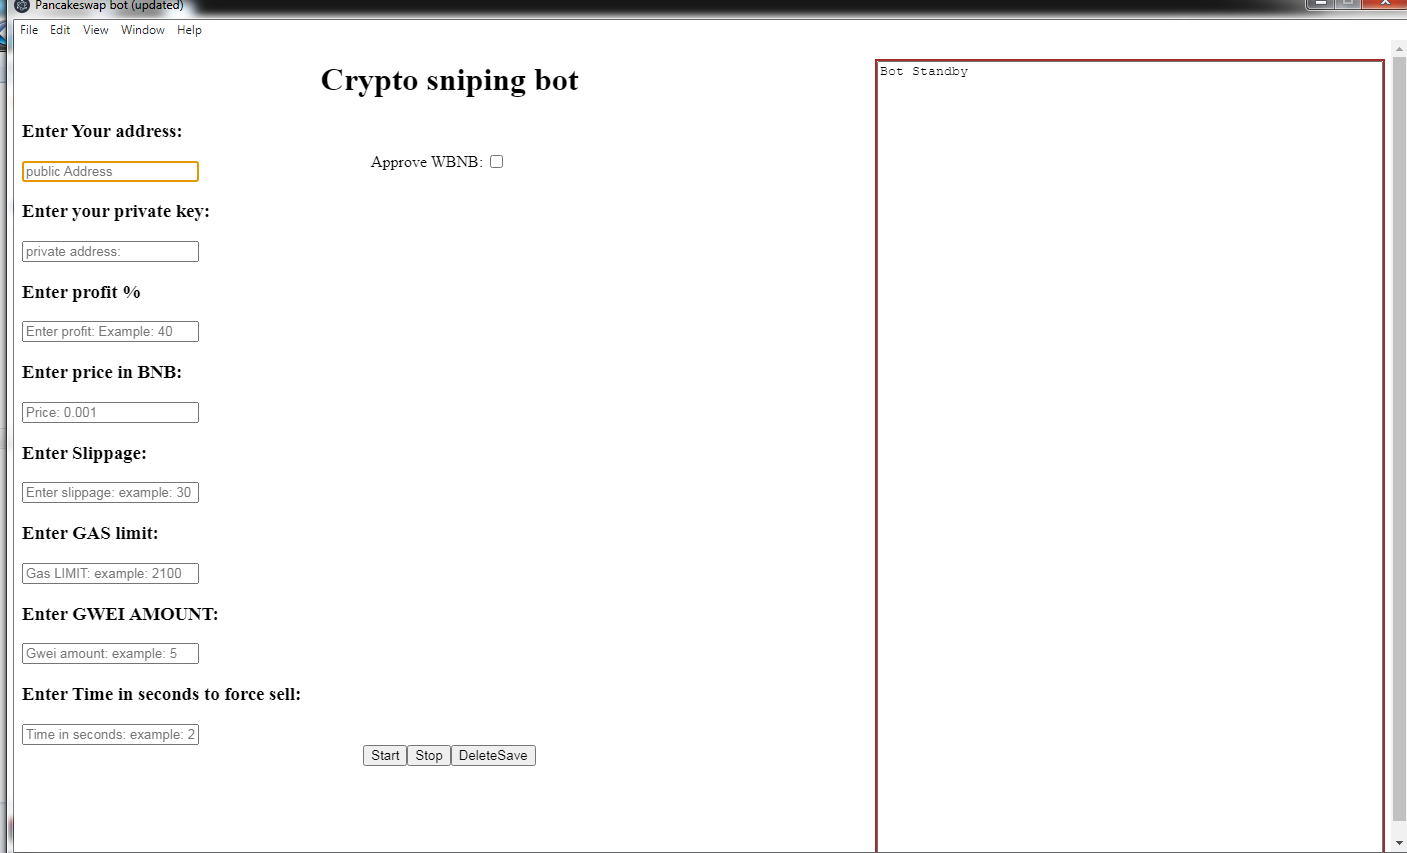 Pancakeswap bot (updated)
File Edit View Window Help
Crypto sniping bot
Bot Standby
Enter Your address:
public Address
Approve WBNB:
Enter your private key:
private address:
Enter profit %
Enter profit: Example: 40
Enter price in BNB:
Price: 0.001
Enter Slippage:
Enter slippage: example: 30
Enter GAS limit:
Gas LIMIT: example: 2100
Enter GWEI AMOUNT:
Gwei amount: example: 5
Enter Time in seconds to force sell:
Time in seconds: example: 2
Start Stop DeleteSave